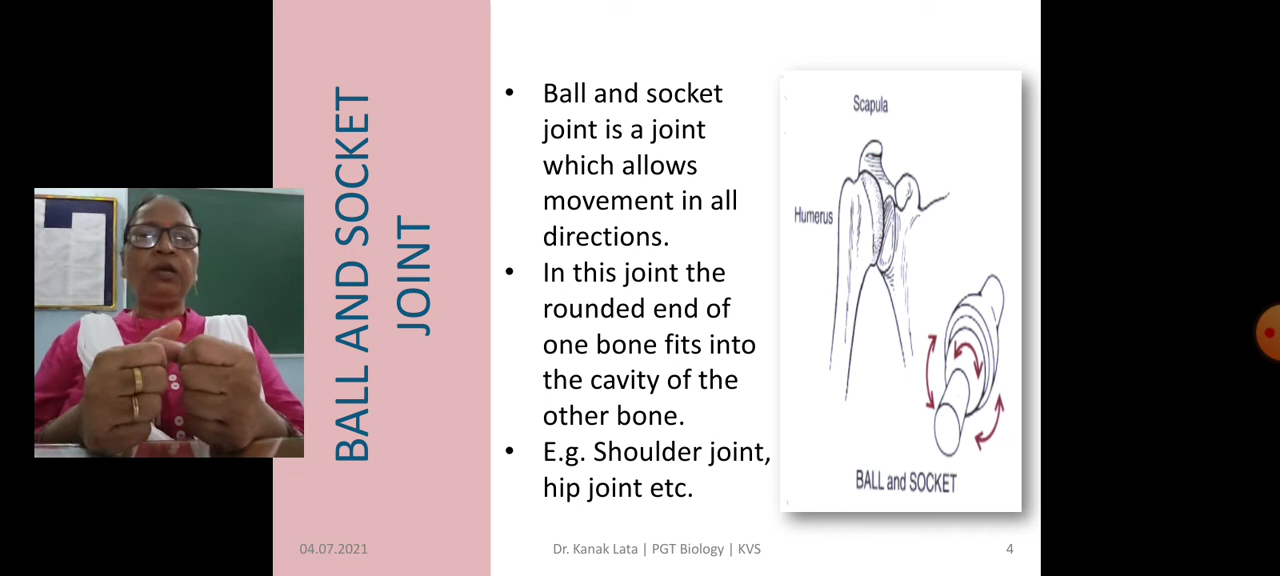 BALL AND SOCKET
JOINT
• Ball and socket
joint is a joint
which allows
movement in all
directions.
• In this joint the
rounded end of
one bone fits into
the cavity of the
other bone.
• E.g. Shoulder joint,
hip joint etc.
Scapula
Humerus
BALL and SOCKET
04.07.2021
Dr. Kanak Lata | PGT Biology | KVS
4